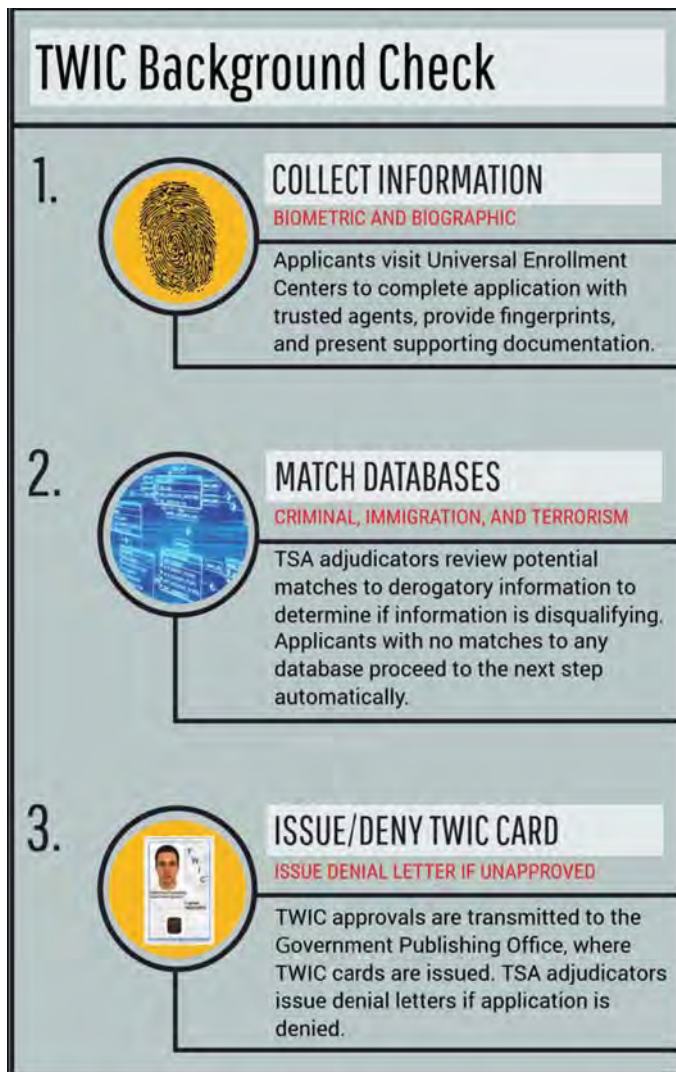 TWIC Background Check
1.
COLLECT INFORMATION
BIOMETRIC AND BIOGRAPHIC
Applicants visit Universal Enrollment
Centers to complete application with
trusted agents, provide fingerprints,
and present supporting documentation.
2.
MATCH DATABASES
CRIMINAL, IMMIGRATION, AND TERRORISM
TSA adjudicators review potential
matches to derogatory information to
determine if information is disqualifying.
Applicants with no matches to any
database proceed to the next step
automatically.
3.
TWIC
ISSUE/DENY TWIC CARD
ISSUE DENIAL LETTER IF UNAPPROVED
TWIC approvals are transmitted to the
Government Publishing Office, where
TWIC cards are issued. TSA adjudicators
issue denial letters if application is
denied.